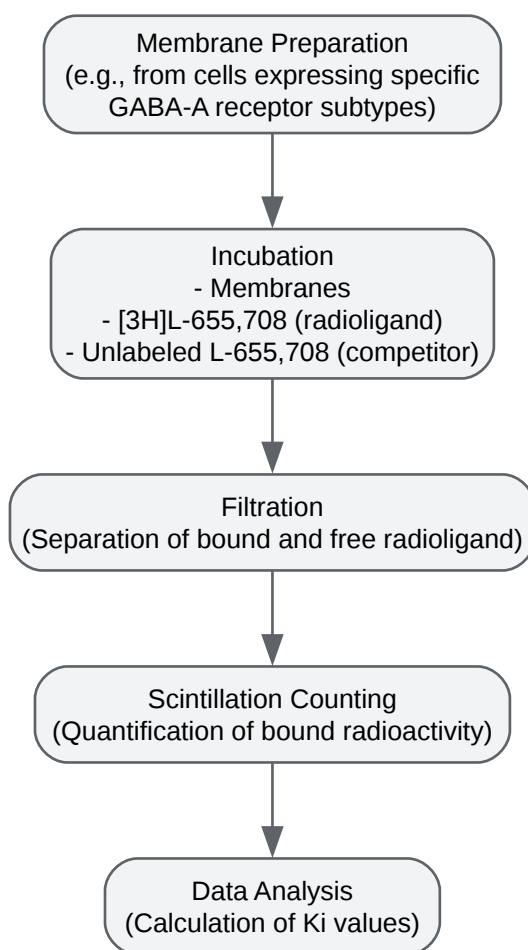 Membrane Preparation
(e.g., from cells expressing specific
GABA-A receptor subtypes)
Incubation
- Membranes
- [3H]L-655,708 (radioligand)
- Unlabeled L-655,708 (competitor)
Filtration
(Separation of bound and free radioligand)
Scintillation Counting
(Quantification of bound radioactivity)
Data Analysis
(Calculation of Ki values)